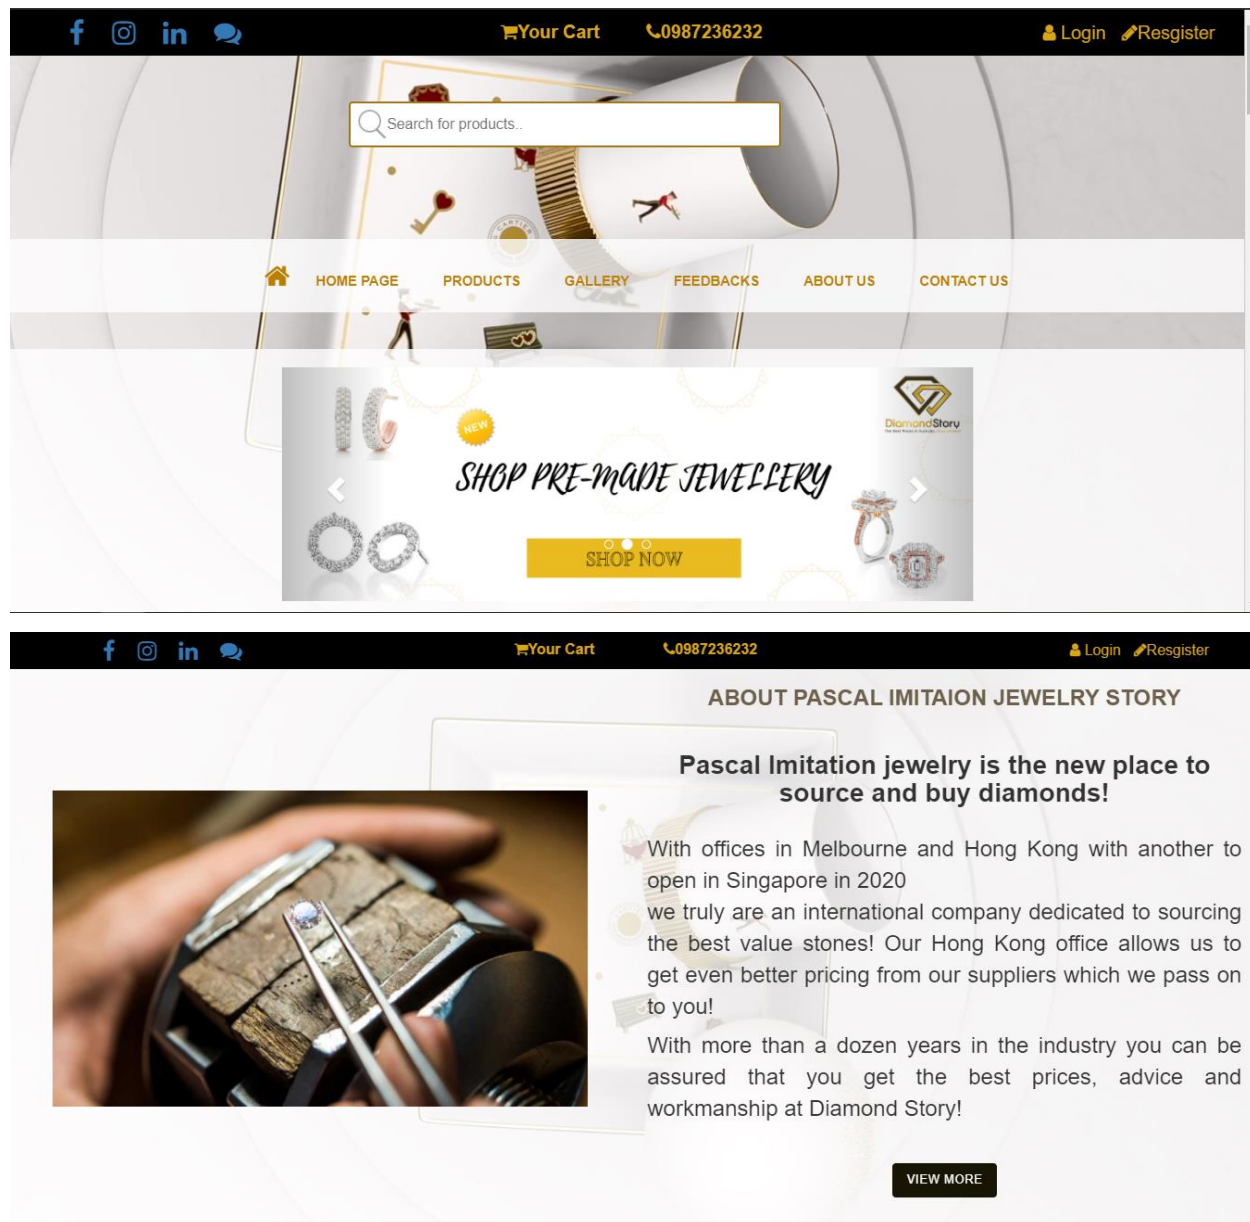 Your Cart
0987236232
Login
Resgister
Search for products..
CARTIER
HOME PAGE
PRODUCTS
GALLERY
FEEDBACKS
ABOUT US
CONTACT US
NEW
DiamondStory
SHOP PRE-MADE JEWELLERY
SHOP NOW
Your Cart
0987236232
Login
Resgister
ABOUT PASCAL IMITAION JEWELRY STORY
Pascal Imitation jewelry is the new place to
source and buy diamonds!
With offices in Melbourne and Hong Kong with another to
open in Singapore in 2020
we truly are an international company dedicated to sourcing
the best value stones! Our Hong Kong office allows us to
get even better pricing from our suppliers which we pass on
to you!
With more than a dozen years in the industry you can be
assured that you get the best prices, advice and
workmanship at Diamond Story!
VIEW MORE